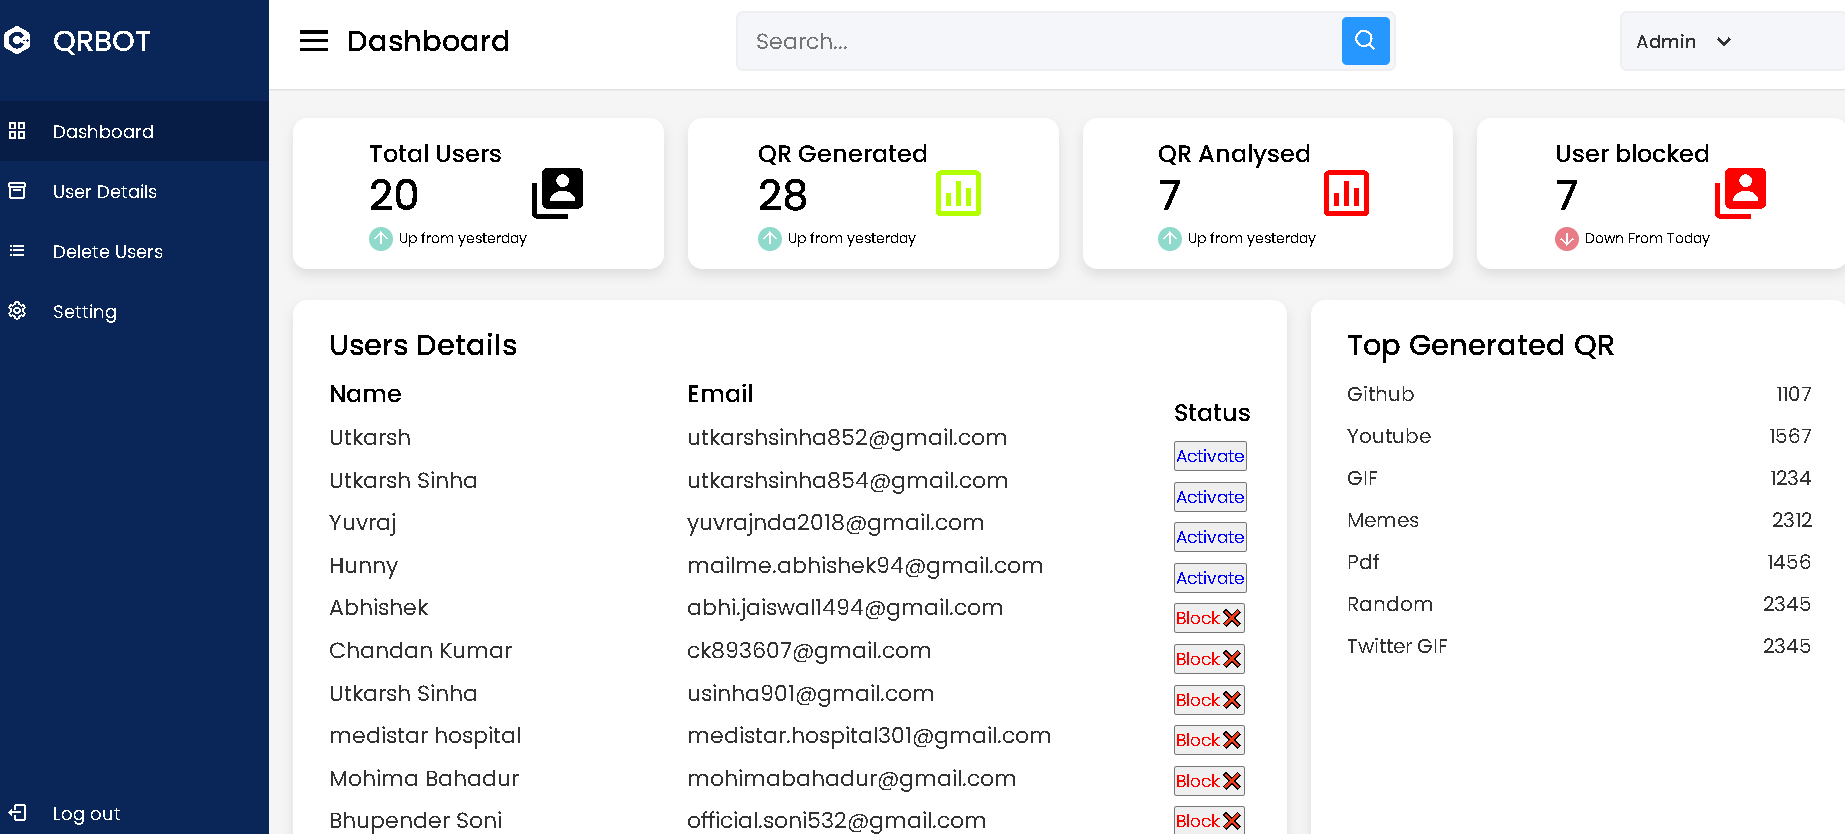 QRBOT
Dashboard
User Details
Delete Users
Setting
Log out
Dashboard
Search...
Admin
Total Users
20
Up from yesterday
QR Generated
28
Up from yesterday
QR Analysed
7
Up from yesterday
User blocked
7
Down From Today
Users Details
Name Email Status
Utkarsh utkarshsinha852@gmail.com Activate
Utkarsh Sinha utkarshsinha854@gmail.com Activate
Yuvraj yuvrajnda2018@gmail.com Activate
Hunny mailme.abhishek94@gmail.com Activate
Abhishek abhi.jaiswal1494@gmail.com Block❌
Chandan Kumar ck893607@gmail.com Block❌
Utkarsh Sinha usinha901@gmail.com Block❌
medistar hospital medistar.hospital301@gmail.com Block❌
Mohima Bahadur mohimabahadur@gmail.com Block❌
Bhupender Soni official.soni532@gmail.com Block❌
Top Generated QR
Github 1107
Youtube 1567
GIF 1234
Memes 2312
Pdf 1456
Random 2345
Twitter GIF 2345